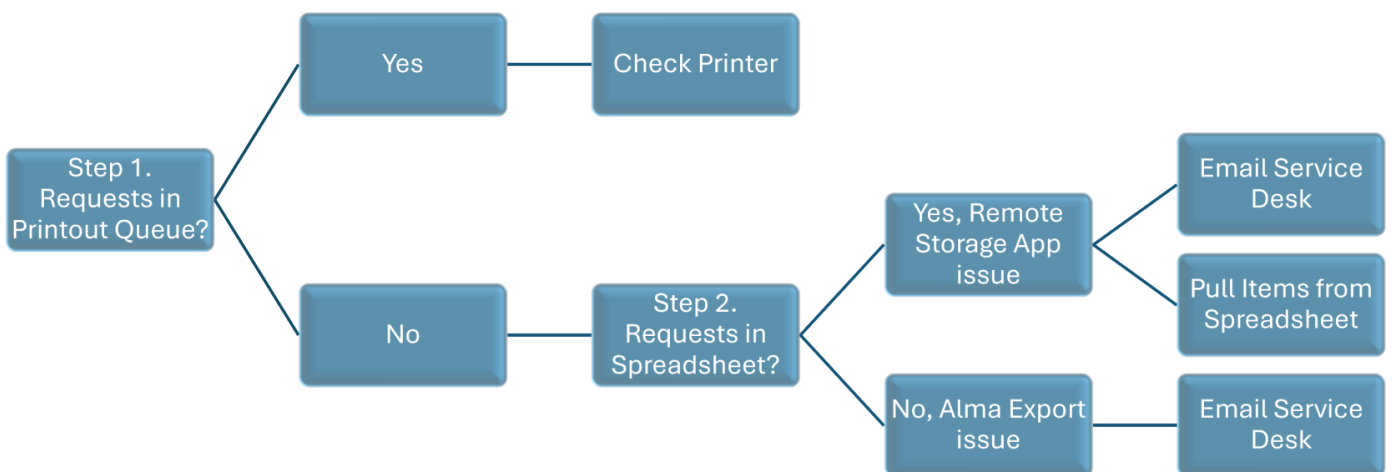 Yes
Check Printer
Step 1.
Requests in
Printout Queue?
No
Step 2.
Requests in
Spreadsheet?
Yes, Remote
Storage App
issue
Email Service
Desk
Pull Items from
Spreadsheet
No, Alma Export
issue
Email Service
Desk